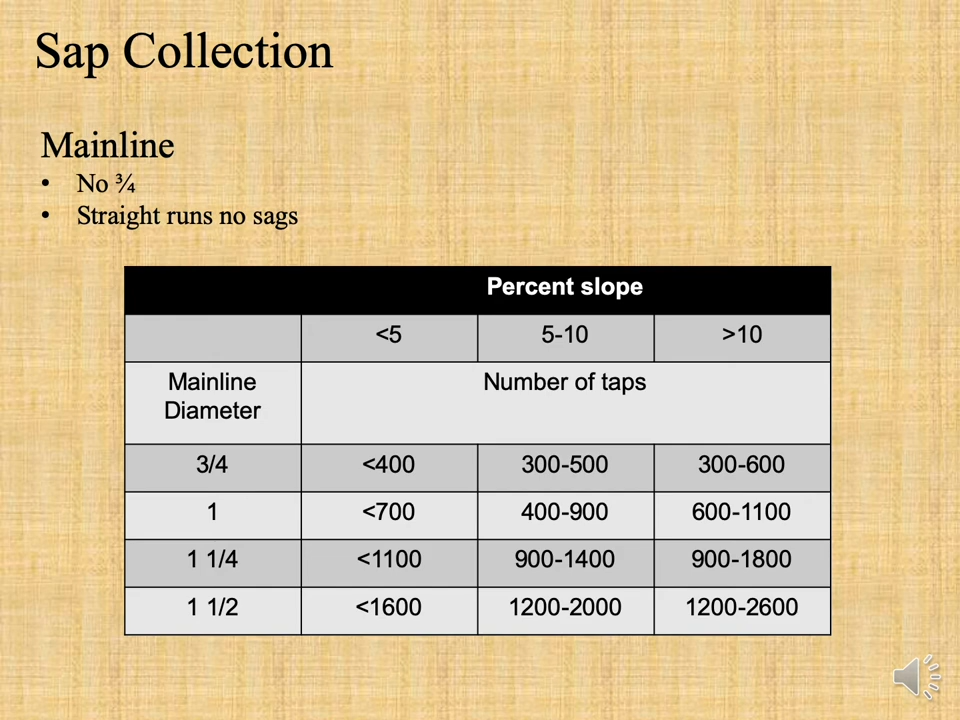 Sap Collection
Mainline
• No ¾
• Straight runs no sags
Percent slope
<5 5-10 >10
Mainline Diameter Number of taps
3/4 <400 300-500 300-600
1 <700 400-900 600-1100
1 1/4 <1100 900-1400 900-1800
1 1/2 <1600 1200-2000 1200-2600